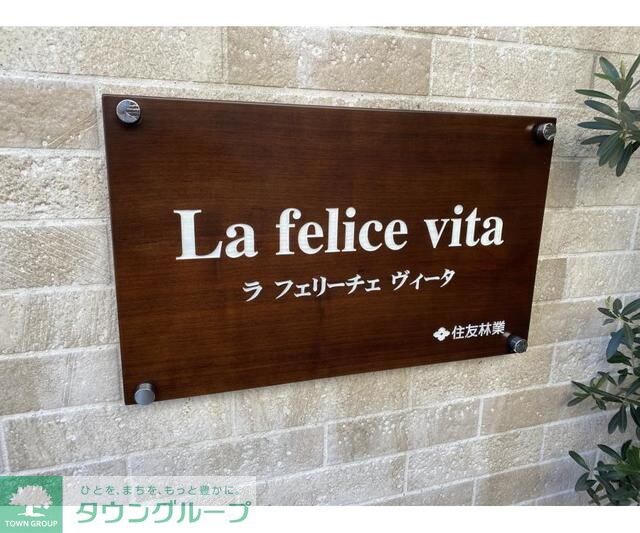 La felice vita
ラ フェリーチェ ヴィータ
住友林業
ひとを、まちを、もっと豊かに。
タウングループ
TOWN GROUP